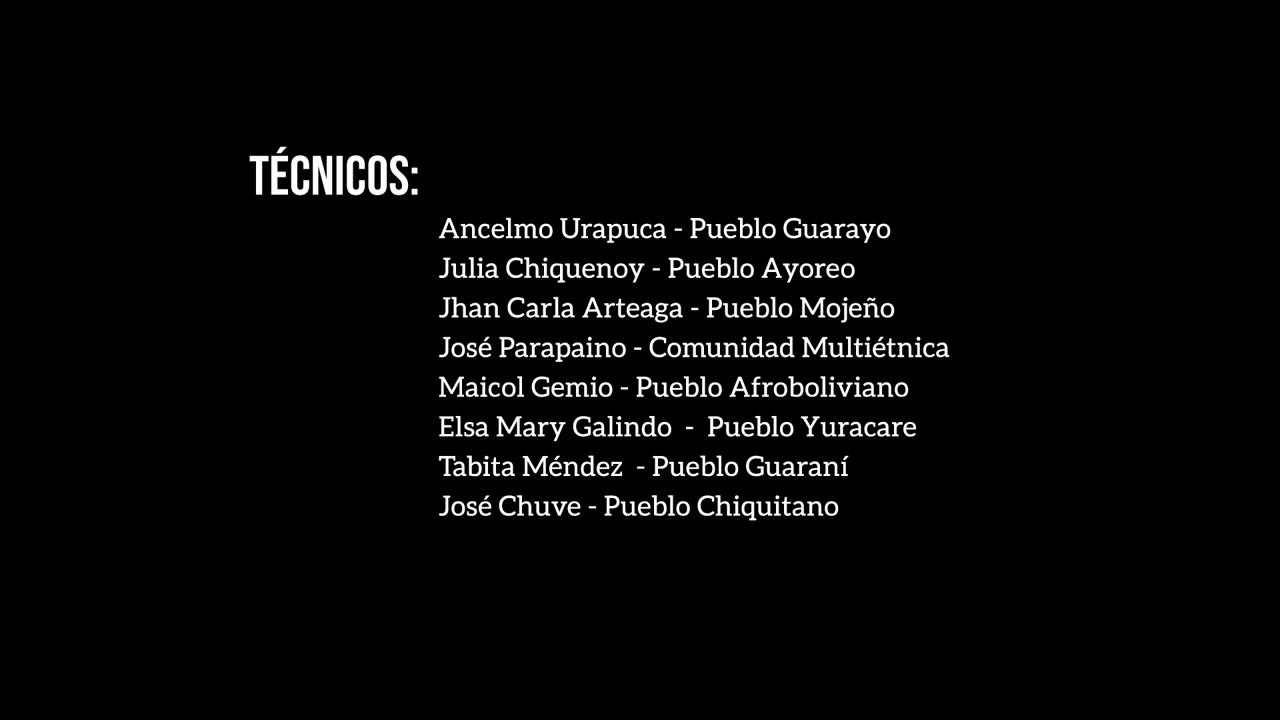 TÉCNICOS:
Ancelmo Urapuca - Pueblo Guarayo
Julia Chiquenoy - Pueblo Ayoreo
Jhan Carla Arteaga - Pueblo Mojeño
José Parapaino - Comunidad Multiétnica
Maicol Gemio - Pueblo Afroboliviano
Elsa Mary Galindo  -  Pueblo Yuracare
Tabita Méndez  - Pueblo Guaraní
José Chuve - Pueblo Chiquitano